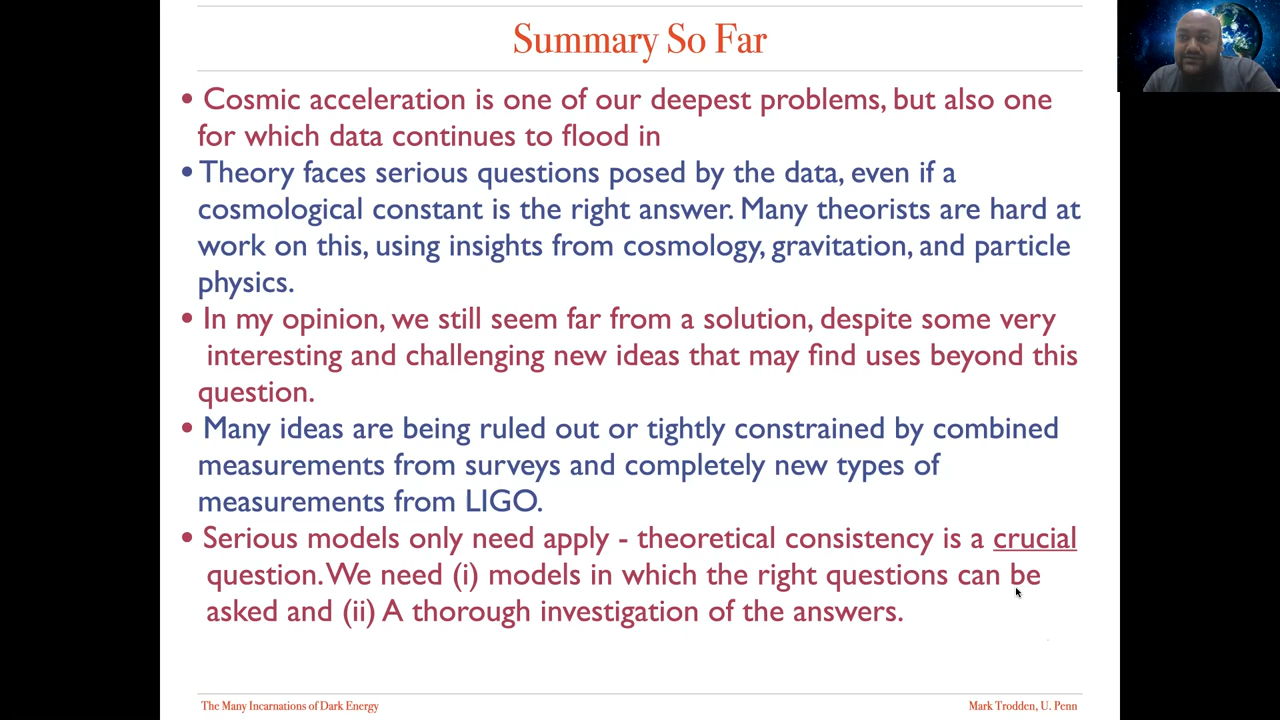 Summary So Far
• Cosmic acceleration is one of our deepest problems, but also one
for which data continues to flood in
• Theory faces serious questions posed by the data, even if a
cosmological constant is the right answer. Many theorists are hard at
work on this, using insights from cosmology, gravitation, and particle
physics.
• In my opinion, we still seem far from a solution, despite some very
interesting and challenging new ideas that may find uses beyond this
question.
• Many ideas are being ruled out or tightly constrained by combined
measurements from surveys and completely new types of
measurements from LIGO.
• Serious models only need apply - theoretical consistency is a crucial
question. We need (i) models in which the right questions can be
asked and (ii) A thorough investigation of the answers.
The Many Incarnations of Dark Energy
Mark Trodden, U. Penn